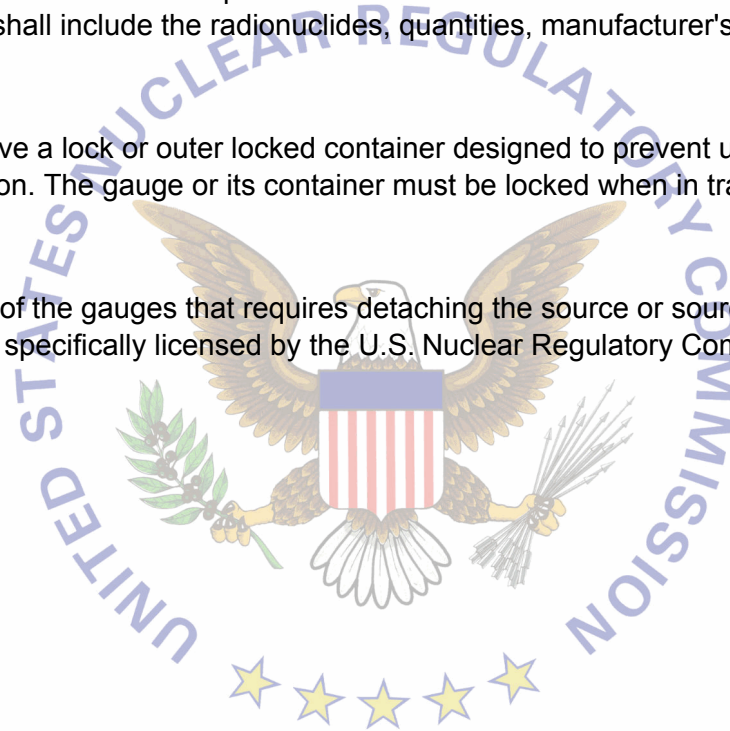 shall include the radionuclides, quantities, manufacturer's
ve a lock or outer locked container designed to prevent u
on. The gauge or its container must be locked when in tra
of the gauges that requires detaching the source or sour
specifically licensed by the U.S. Nuclear Regulatory Com
UNITED STATES NUCLEAR REGULATORY COMMISSION